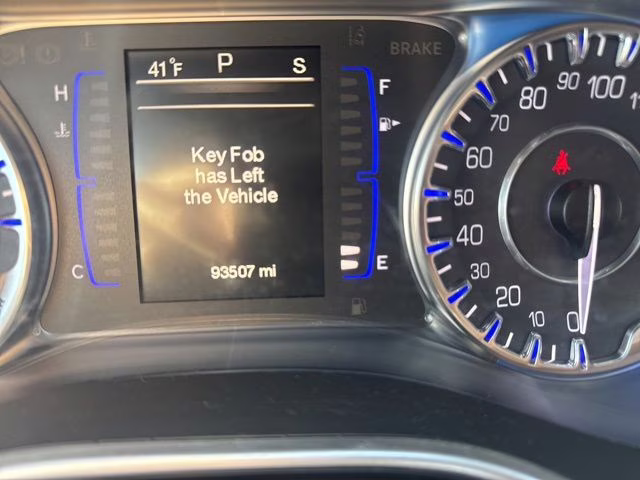 BRAKE
41°F P S
H
F
Key Fob
has Left
the Vehicle
C
93507 mi
E
0
10
20
30
40
50
60
70
80
90
100